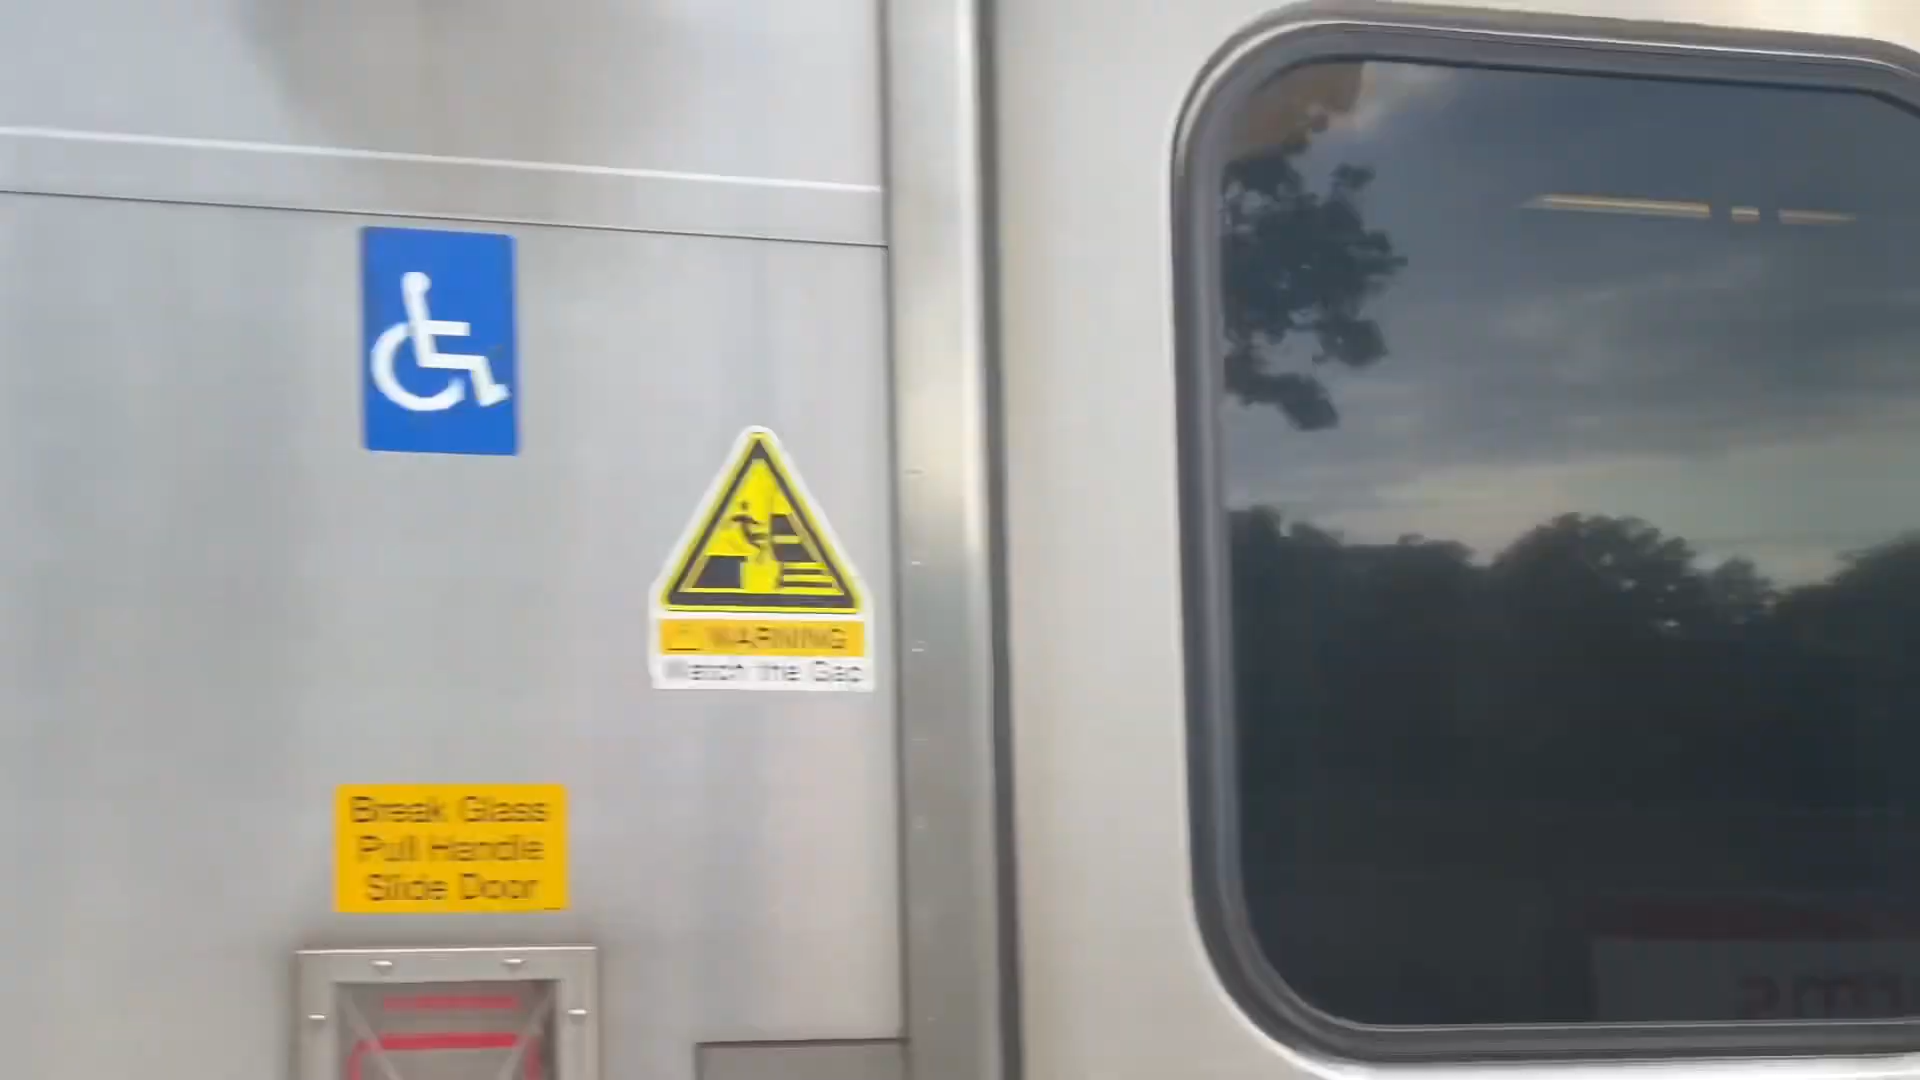 WARNING
Watch the Gap
Break Glass
Pull Handle
Slide Door